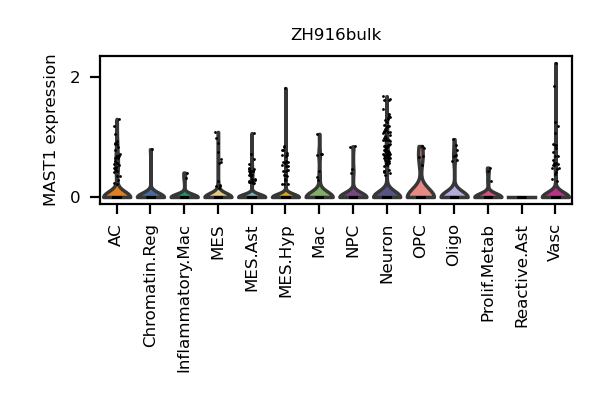 ZH916bulk
MAST1 expression
2
0
AC
Chromatin.Reg
Inflammatory.Mac
MES
MES.Ast
MES.Hyp
Mac
NPC
Neuron
OPC
Oligo
Prolif.Metab
Reactive.Ast
Vasc